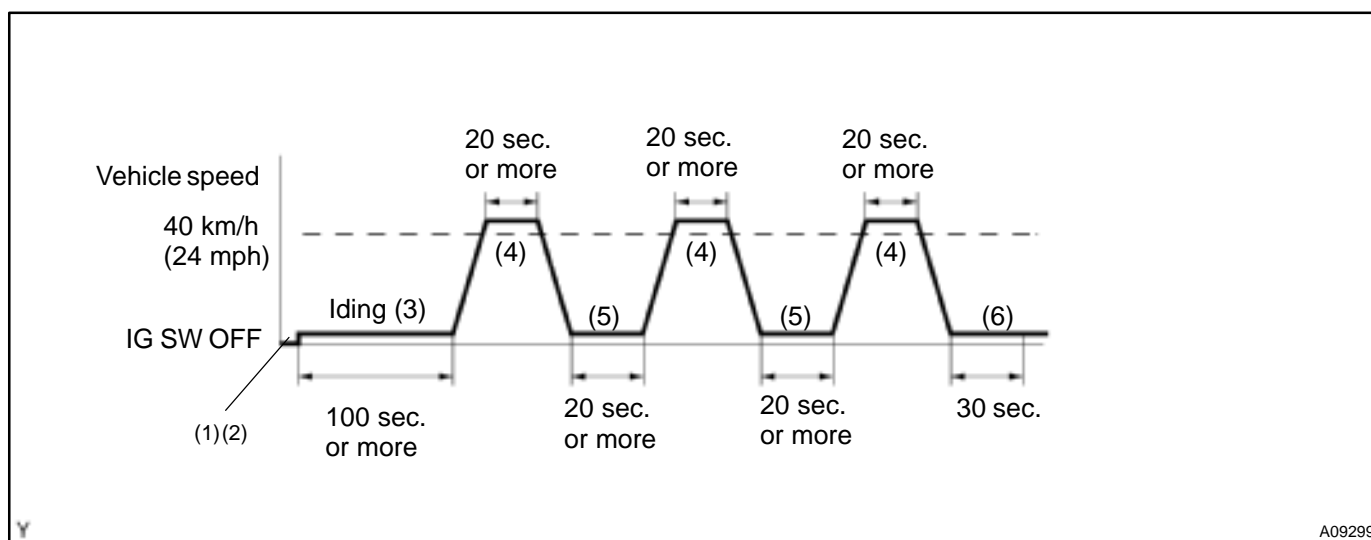 20 sec.
or more
20 sec.
or more
20 sec.
or more
Vehicle speed
40 km/h
(24 mph)
(4)
(4)
(4)
Iding (3)
(5)
(5)
(6)
IG SW OFF
100 sec.
or more
20 sec.
or more
20 sec.
or more
30 sec.
(1)(2)
Y
A09299